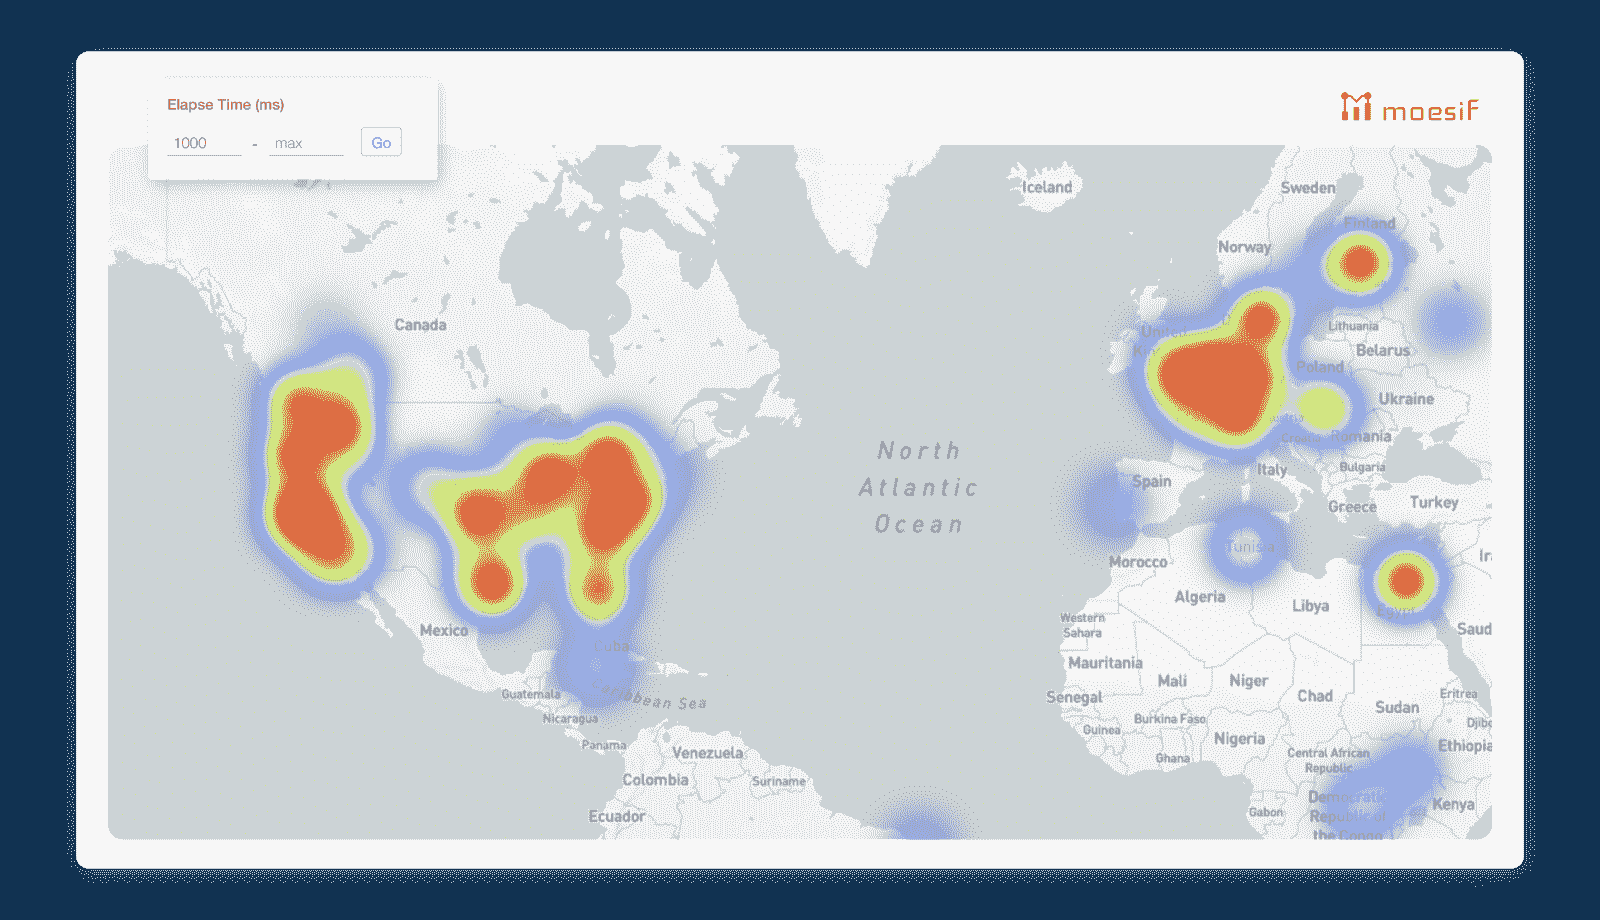 Elapse Time (ms)
1000 - max Go
moesif
Iceland
Sweden
Finland
Norway
Canada
United
Lithuania
Belarus
Poland
Ukraine
Romania
North
Atlantic
Ocean
Italy
Bulgaria
Spain
Greece
Turkey
Tunisia
Morocco
Algeria
Libya
Egypt
Western
Sahara
Saud
Mexico
Cuba
Mauritania
Mali
Niger
Chad
Senegal
Sudan
Eritrea
Guatemala
Caribbean Sea
Nicaragua
Burkina Faso
Guinea
Nigeria
Djibo
Panama
Venezuela
Ghana
Central African
Republic
Ethiopia
Colombia
Suriname
Ecuador
Gabon
Democratic
Republic of
the Congo
Kenya